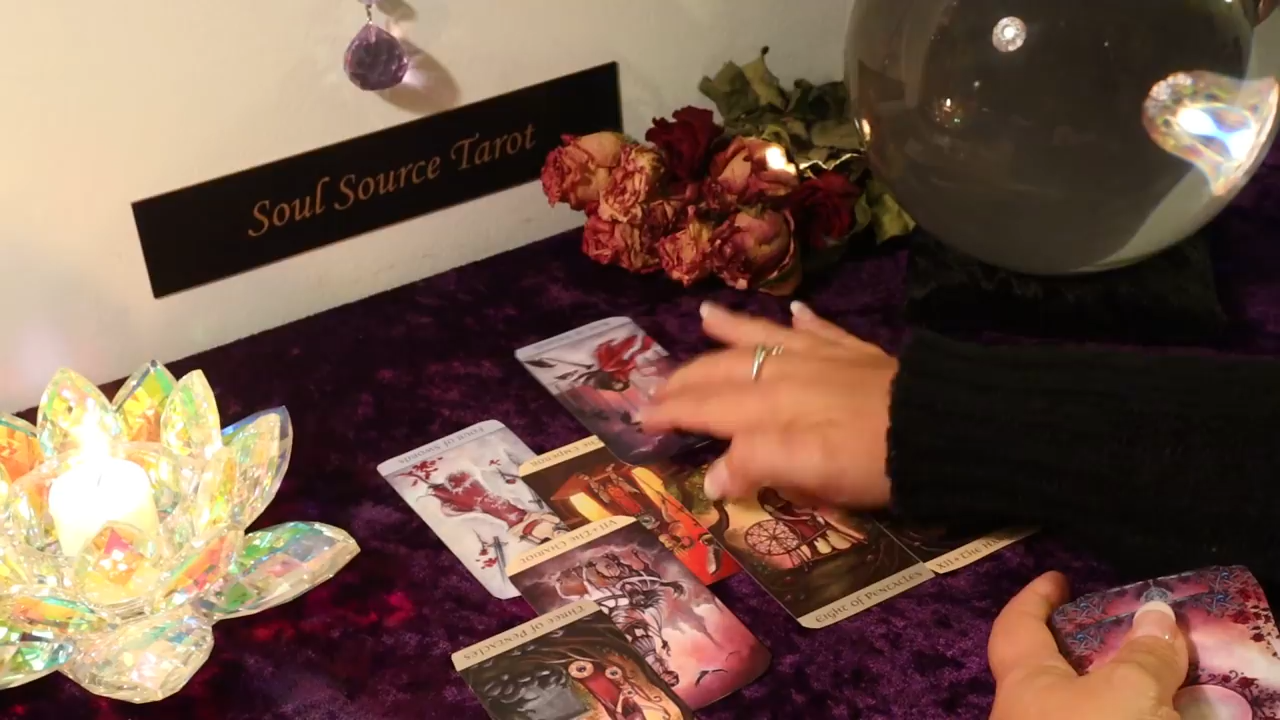 Soul Source Tarot
FOUR OF SWORDS
THE EMPEROR
VII • THE CHARIOT
EIGHT OF PENTACLES
THREE OF PENTACLES